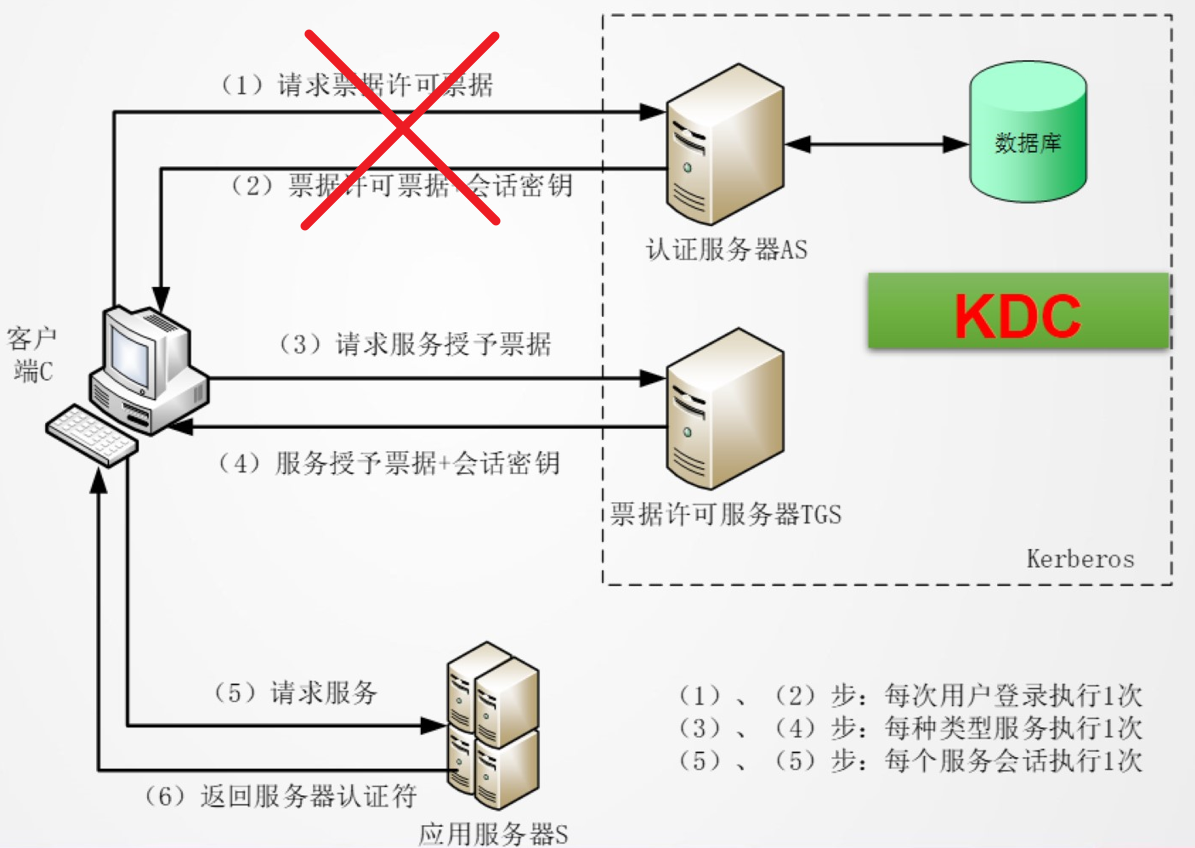 （1）请求票据许可票据
（2）票据许可票据+会话密钥
数据库
认证服务器AS
KDC
客户
端C
（3）请求服务授予票据
（4）服务授予票据+会话密钥
票据许可服务器TGS
Kerberos
（5）请求服务
（6）返回服务器认证符
应用服务器S
（1）、（2）步：每次用户登录执行1次
（3）、（4）步：每种类型服务执行1次
（5）、（5）步：每个服务会话执行1次